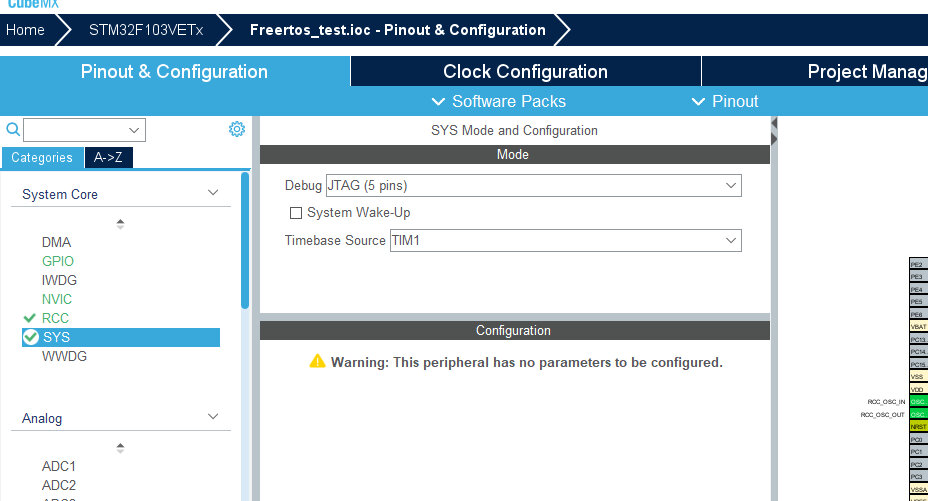 CubeMX
Home STM32F103VETx Freertos_test.ioc - Pinout & Configuration
Pinout & Configuration Clock Configuration Project Manag
Software Packs Pinout
Categories A->Z
System Core
DMA
GPIO
IWDG
NVIC
RCC
SYS
WWDG
Analog
ADC1
ADC2
SYS Mode and Configuration
Mode
Debug JTAG (5 pins)
System Wake-Up
Timebase Source TIM1
Configuration
Warning: This peripheral has no parameters to be configured.
PE2
PE3
PE4
PE5
PE6
VBAT
PC13
PC14
PC15
VSS
VDD
RCC_OSC_IN OSC
RCC_OSC_OUT OSC
NRST
PC0
PC1
PC2
PC3
VSSA